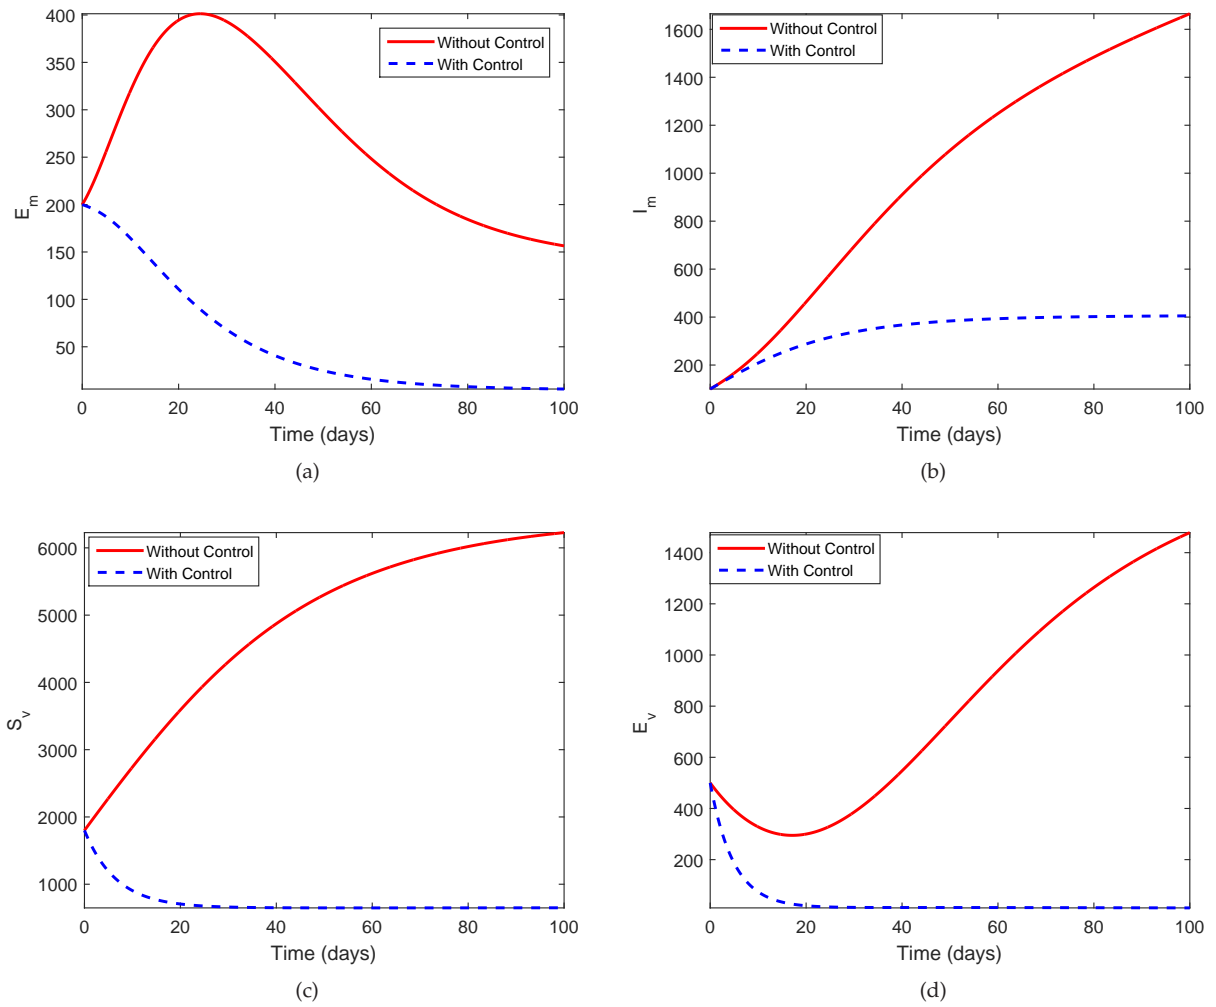 400
350
300
250
200
150
100
50
E_m
0 20 40 60 80 100
Time (days)
Without Control
With Control
(a)
1600
1400
1200
1000
800
600
400
200
I_m
0 20 40 60 80 100
Time (days)
Without Control
With Control
(b)
6000
5000
4000
3000
2000
1000
S_v
0 20 40 60 80 100
Time (days)
Without Control
With Control
(c)
1400
1200
1000
800
600
400
200
E_v
0 20 40 60 80 100
Time (days)
Without Control
With Control
(d)